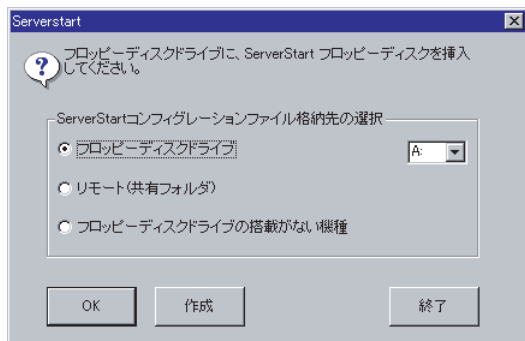 Serverstart
フロッピーディスクドライブに、ServerStart フロッピーディスクを挿入
してください。
ServerStartコンフィグレーションファイル格納先の選択
フロッピーディスクドライブ
A:
リモート(共有フォルダ)
フロッピーディスクドライブの搭載がない機種
OK
作成
終了